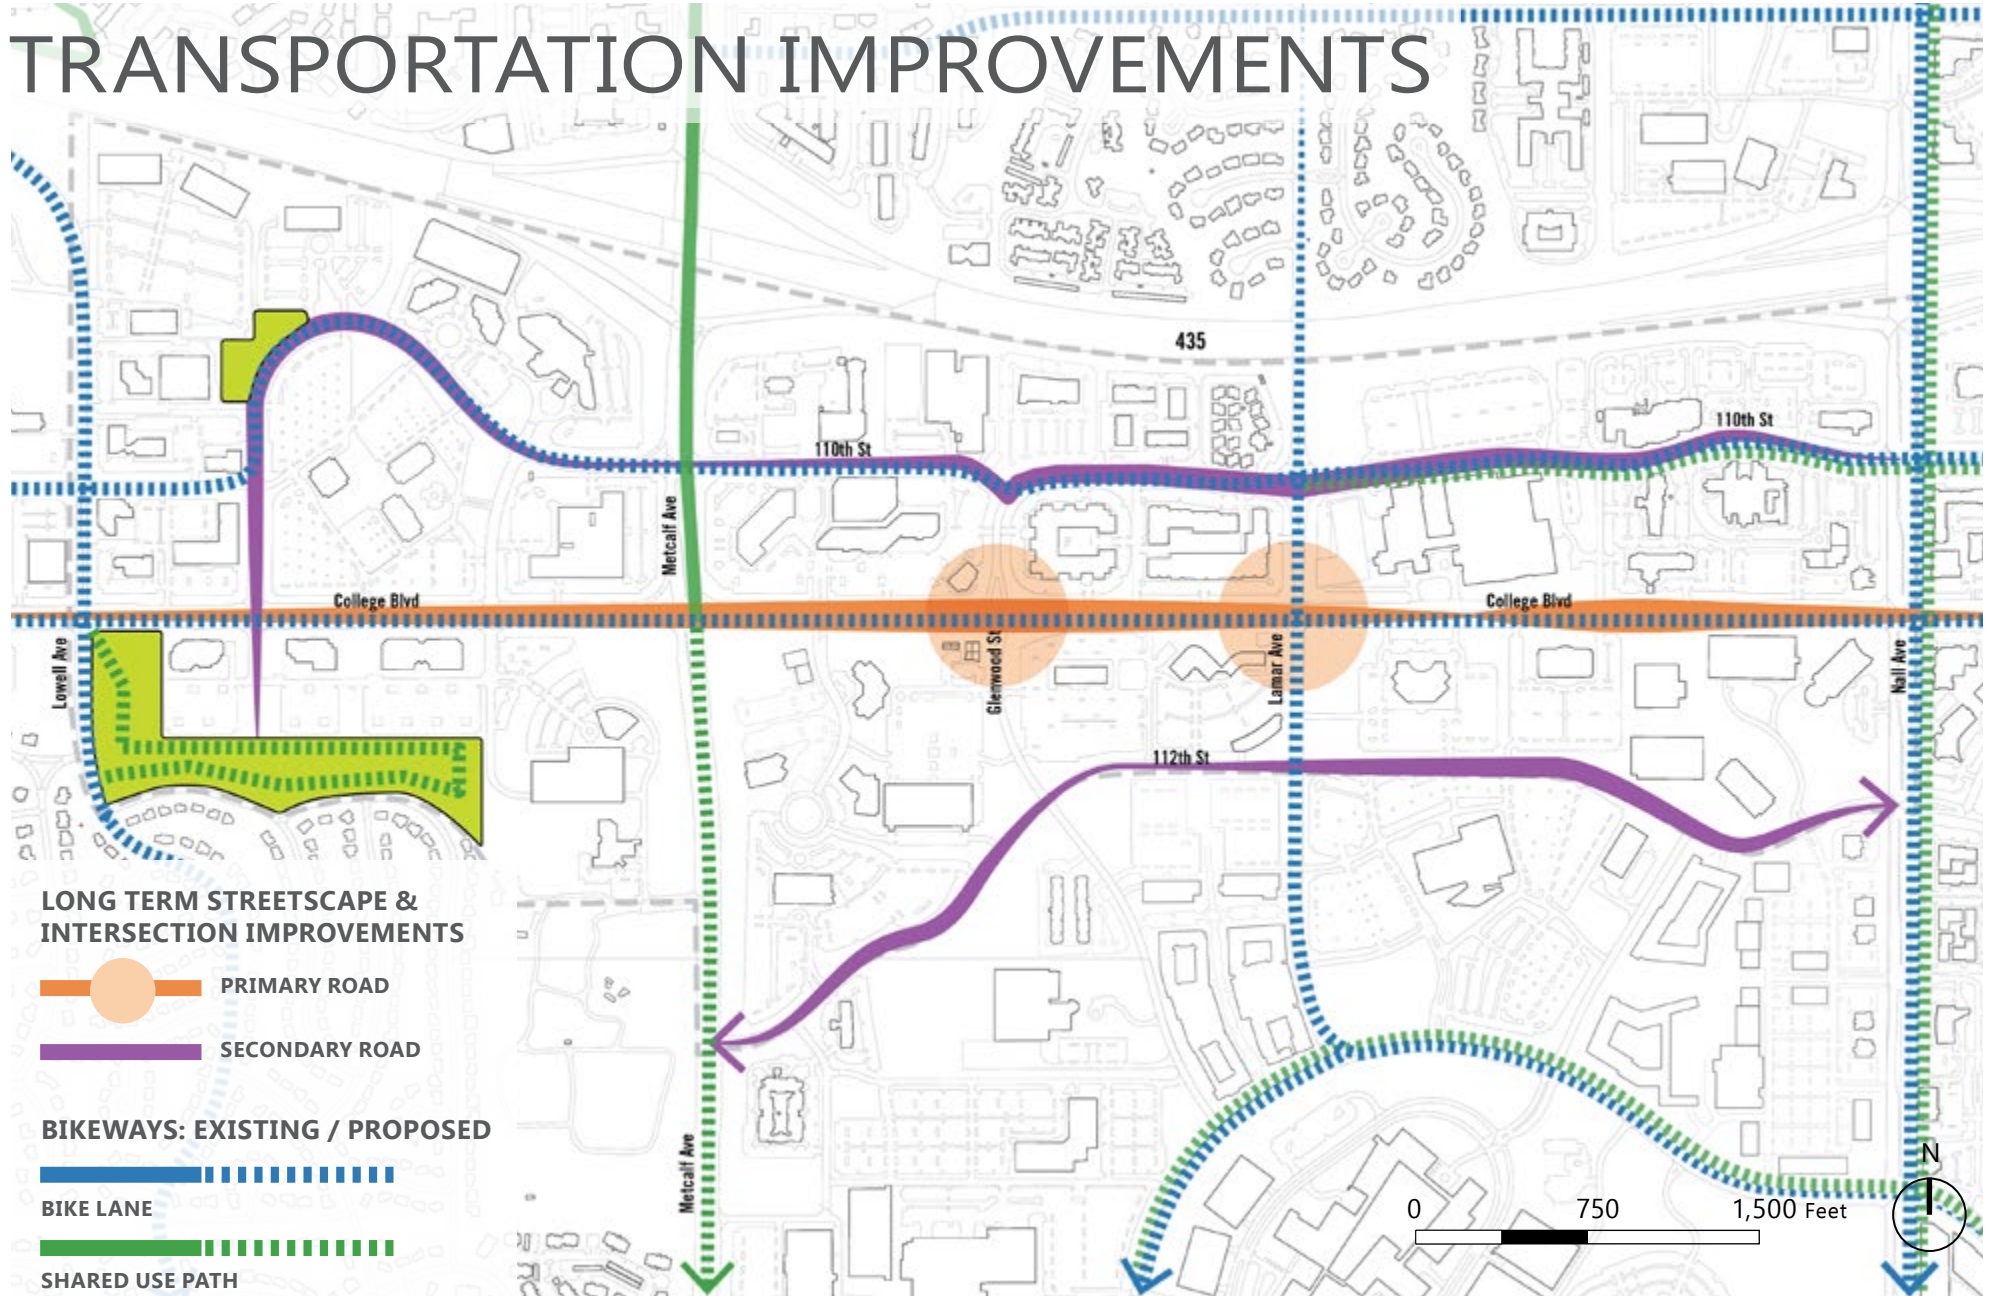 TRANSPORTATION IMPROVEMENTS
435
110th St
110th St
Metcalf Ave
College Blvd
College Blvd
Lowell Ave
Glenwood St
Lamar Ave
Nall Ave
112th St
LONG TERM STREETSCAPE &
INTERSECTION IMPROVEMENTS
PRIMARY ROAD
SECONDARY ROAD
BIKEWAYS: EXISTING / PROPOSED
BIKE LANE
SHARED USE PATH
Metcalf Ave
N
0 750 1,500 Feet